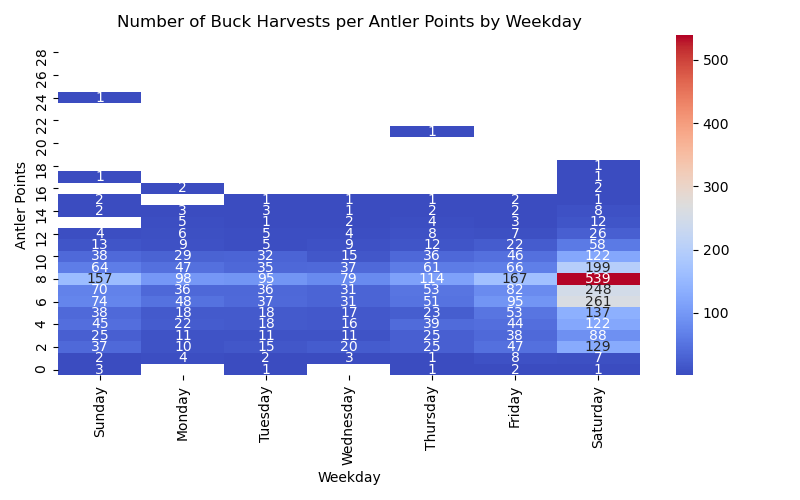 Number of Buck Harvests per Antler Points by Weekday
28
26
24 1
22
1
20
18 1
1 1
16 2 2
2 1 1 1 2 1
14 2 3 3 1 2 2 8
5 1 2 4 3 12
12 4 6 5 4 8 7 26
13 9 5 9 12 22 58
10 38 29 32 15 36 46 122
64 47 35 37 61 66 199
8 157 98 95 79 114 167 539
70 36 36 31 53 82 248
6 74 48 37 31 51 95 261
38 18 18 17 23 53 137
4 45 22 18 16 39 44 122
25 11 11 11 25 38 88
2 37 10 15 20 25 47 129
2 4 2 3 1 8 7
0 3 1 1 2 1
Antler Points
Sunday
Monday
Tuesday
Wednesday
Thursday
Friday
Saturday
Weekday
500
400
300
200
100